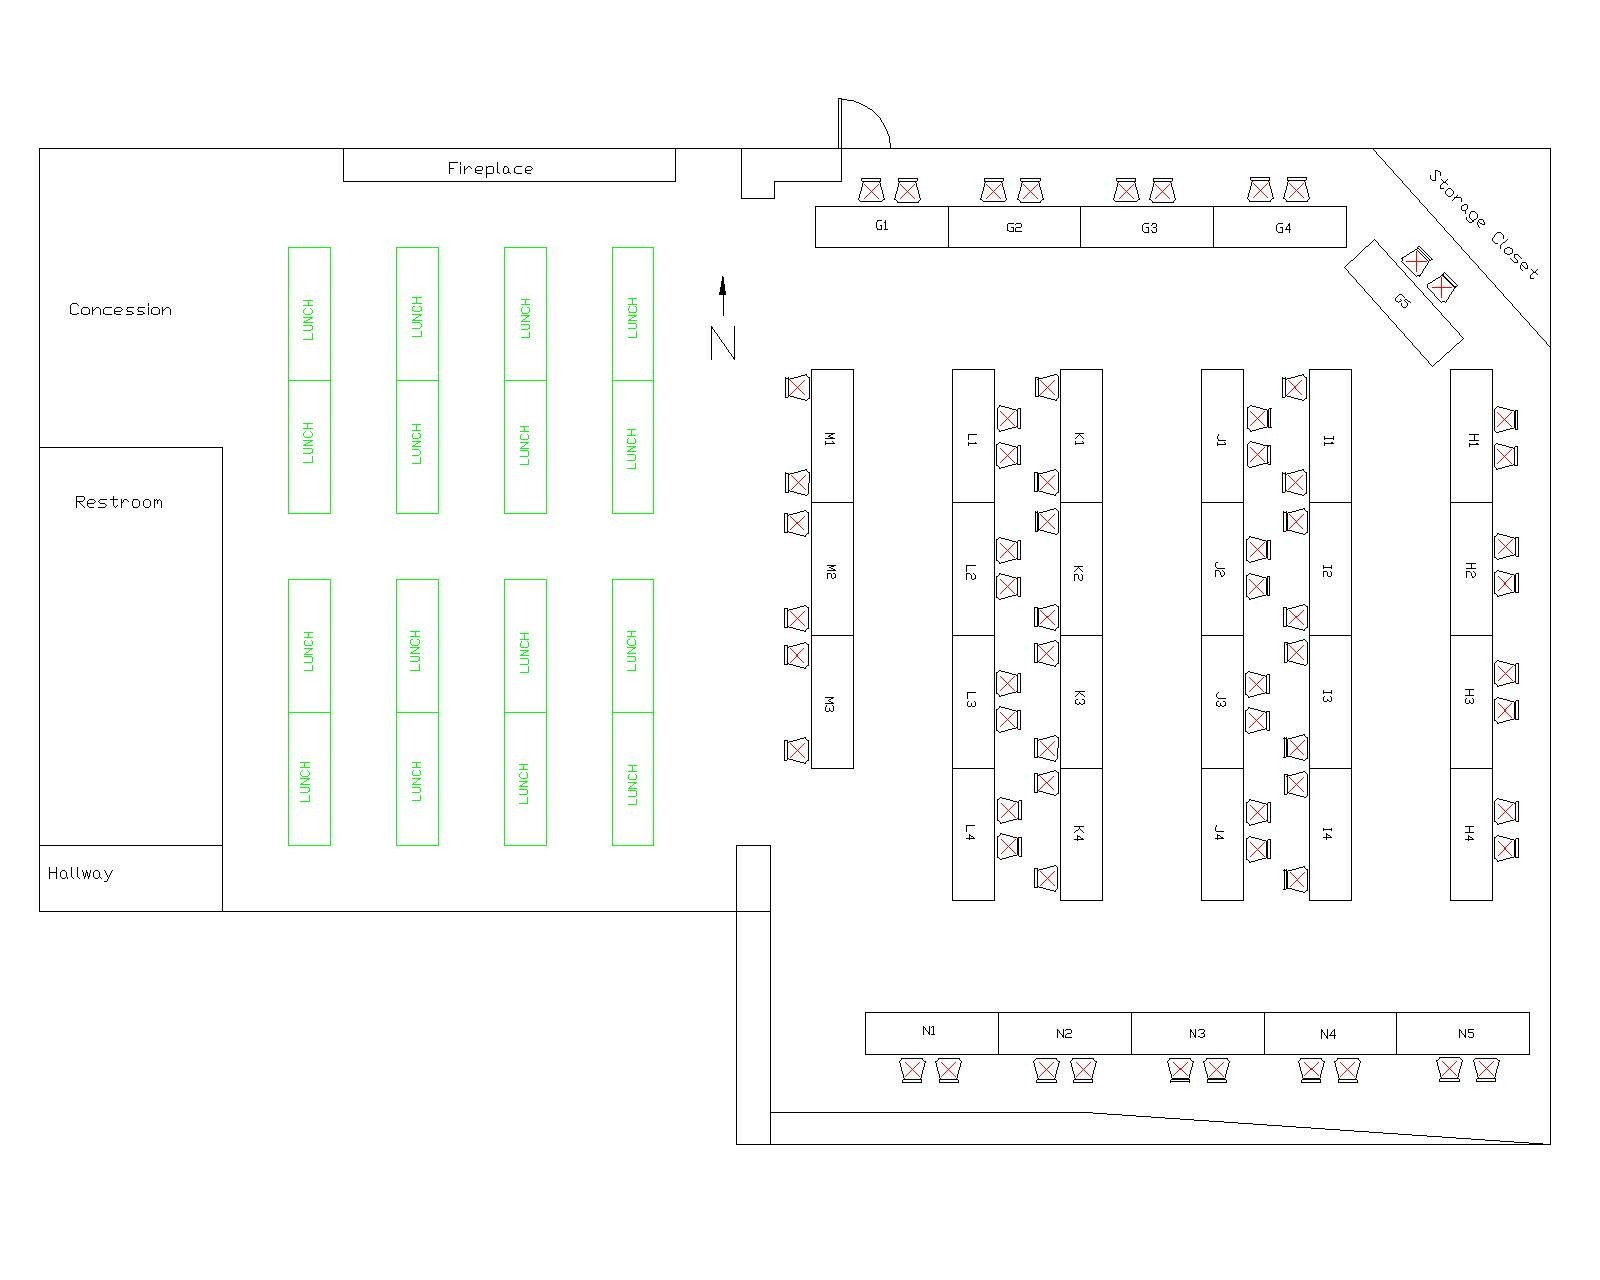 Fireplace
Storage Closet
G1
G2
G3
G4
G5
Concession
N
LUNCH
LUNCH
LUNCH
LUNCH
LUNCH
LUNCH
LUNCH
LUNCH
M1
L1
K1
J1
I1
H1
Restroom
M2
L2
K2
J2
I2
H2
LUNCH
LUNCH
LUNCH
LUNCH
M3
L3
K3
J3
I3
H3
LUNCH
LUNCH
LUNCH
LUNCH
L4
K4
J4
I4
H4
Hallway
N1
N2
N3
N4
N5